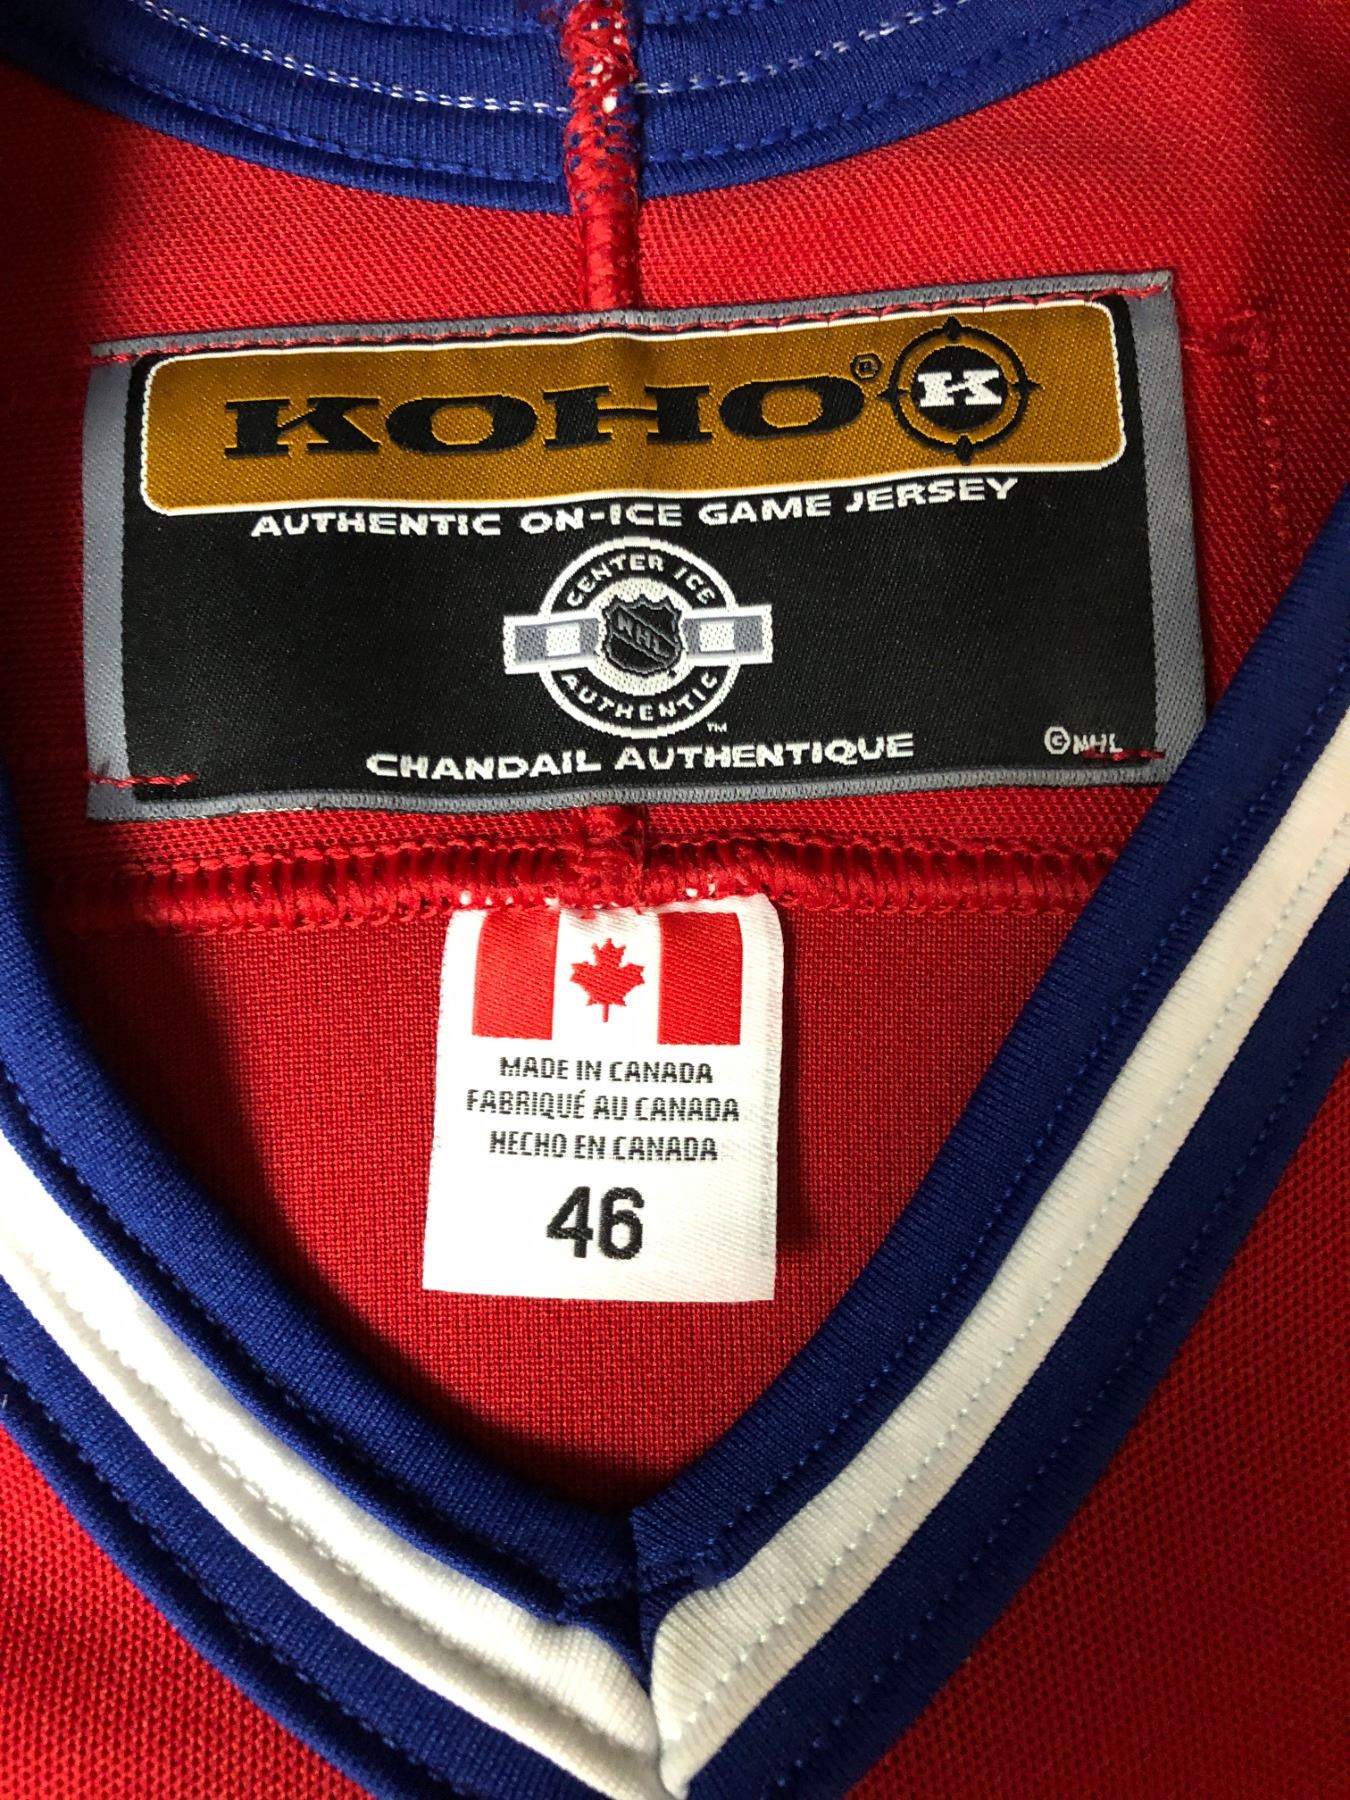 KOHO® K
AUTHENTIC ON-ICE GAME JERSEY
CENTER ICE
NHL
AUTHENTIC
™
CHANDAIL AUTHENTIQUE
©NHL
MADE IN CANADA
FABRIQUÉ AU CANADA
HECHO EN CANADA
46